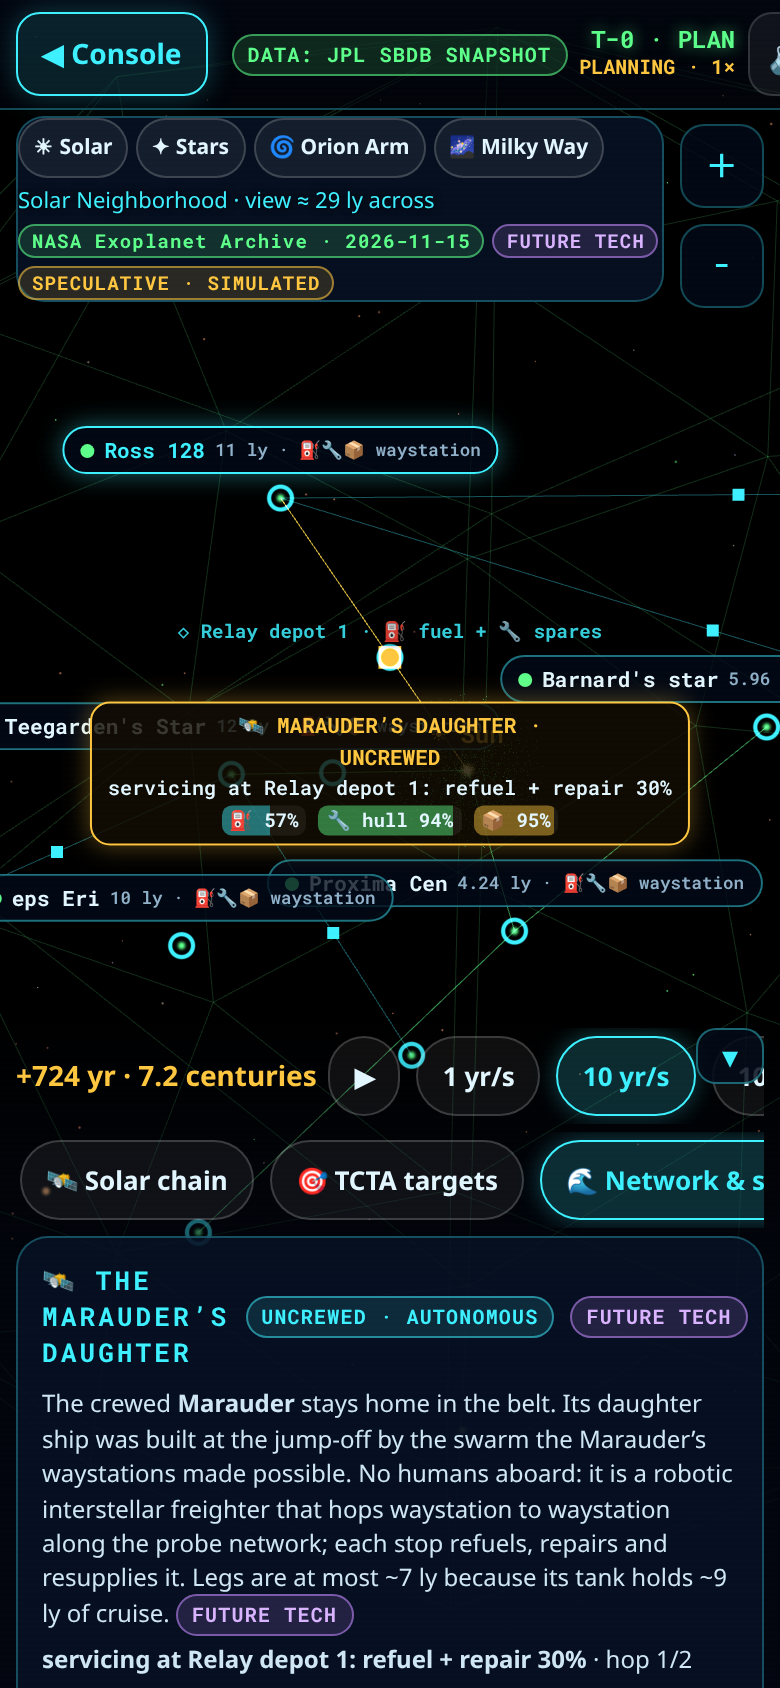 ◀ Console
DATA: JPL SBDB SNAPSHOT
T-0 · PLAN
PLANNING · 1×
☀ Solar
✦ Stars
🌀 Orion Arm
🌌 Milky Way
+
Solar Neighborhood · view ≈ 29 ly across
NASA Exoplanet Archive · 2026-11-15
FUTURE TECH
-
SPECULATIVE · SIMULATED
Ross 128 11 ly · ⛽🔧📦 waystation
◇ Relay depot 1 · ⛽ fuel + 🔧 spares
Barnard's star 5.96
Teegarden's Star 12
Sun
🛰 MARAUDER’S DAUGHTER ·
UNCREWED
servicing at Relay depot 1: refuel + repair 30%
⛽ 57% 🔧 hull 94% 📦 95%
Proxima Cen 4.24 ly · ⛽🔧📦 waystation
eps Eri 10 ly · ⛽🔧📦 waystation
+724 yr · 7.2 centuries
▶
1 yr/s
10 yr/s
10
▼
🛰 Solar chain
🎯 TCTA targets
🌊 Network & s
🛰 THE
MARAUDER’S
DAUGHTER
UNCREWED · AUTONOMOUS
FUTURE TECH
The crewed Marauder stays home in the belt. Its daughter
ship was built at the jump-off by the swarm the Marauder’s
waystations made possible. No humans aboard: it is a robotic
interstellar freighter that hops waystation to waystation
along the probe network; each stop refuels, repairs and
resupplies it. Legs are at most ~7 ly because its tank holds ~9
ly of cruise. FUTURE TECH
servicing at Relay depot 1: refuel + repair 30% · hop 1/2